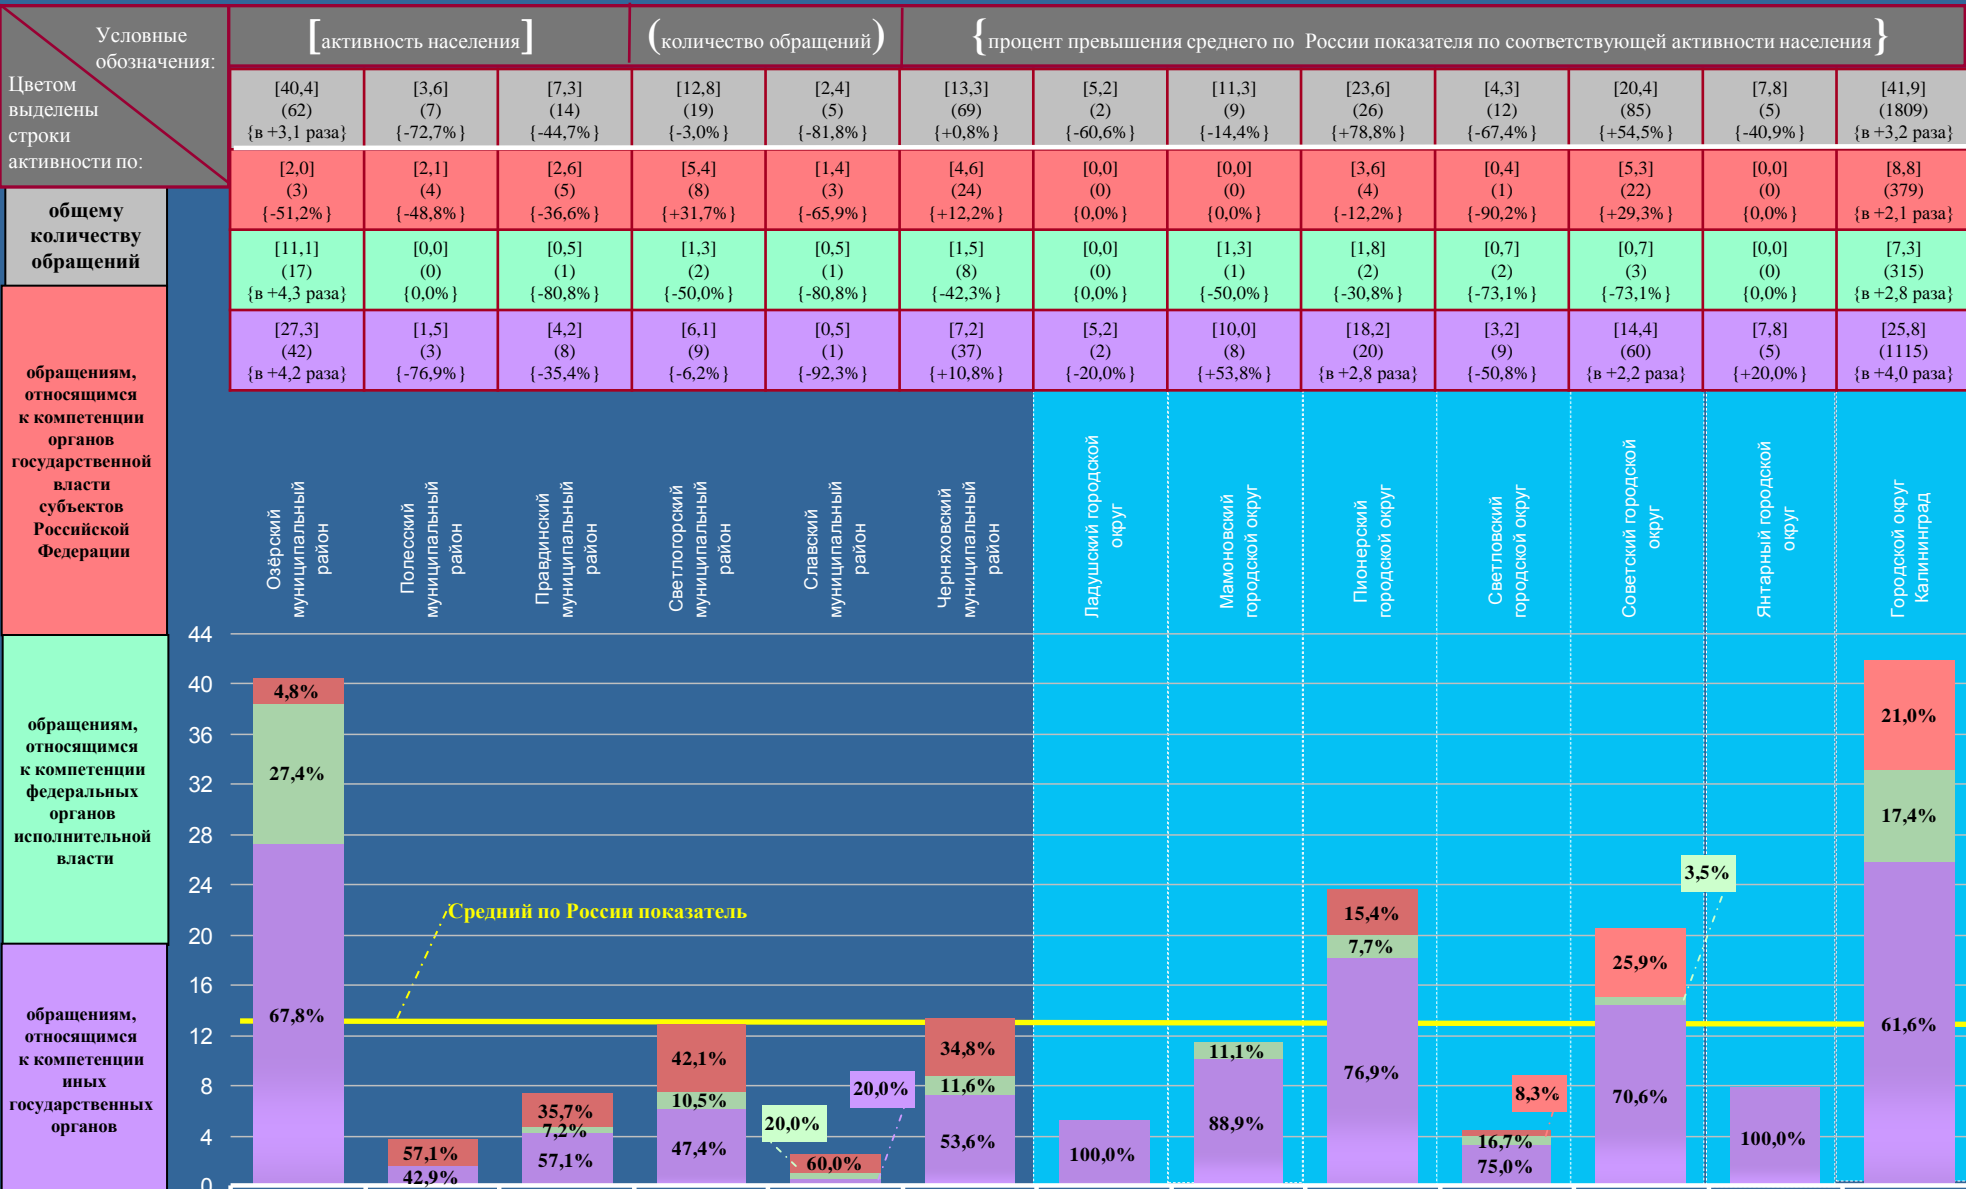 Условные
обозначения:
Цветом
выделены
строки
активности по:
[активность населения]
(количество обращений)
{процент превышения среднего по России показателя по соответствующей активности населения}
[40,4] [3,6] [7,3] [12,8] [2,4] [13,3] [5,2] [11,3] [23,6] [4,3] [20,4] [7,8] [41,9]
(62) (7) (14) (19) (5) (69) (2) (9) (26) (12) (85) (5) (1809)
{в +3,1 раза} {-72,7%} {-44,7%} {-3,0%} {-81,8%} {+0,8%} {-60,6%} {-14,4%} {+78,8%} {-67,4%} {+54,5%} {-40,9%} {в +3,2 раза}
[2,0] [2,1] [2,6] [5,4] [1,4] [4,6] [0,0] [0,0] [3,6] [0,4] [5,3] [0,0] [8,8]
(3) (4) (5) (8) (3) (24) (0) (0) (4) (1) (22) (0) (379)
{-51,2%} {-48,8%} {-36,6%} {+31,7%} {-65,9%} {+12,2%} {0,0%} {0,0%} {-12,2%} {-90,2%} {+29,3%} {0,0%} {в +2,1 раза}
[11,1] [0,0] [0,5] [1,3] [0,5] [1,5] [0,0] [1,3] [1,8] [0,7] [0,7] [0,0] [7,3]
(17) (0) (1) (2) (1) (8) (0) (1) (2) (2) (3) (0) (315)
{в +4,3 раза} {0,0%} {-80,8%} {-50,0%} {-80,8%} {-42,3%} {0,0%} {-50,0%} {-30,8%} {-73,1%} {-73,1%} {0,0%} {в +2,8 раза}
[27,3] [1,5] [4,2] [6,1] [0,5] [7,2] [5,2] [10,0] [18,2] [3,2] [14,4] [7,8] [25,8]
(42) (3) (8) (9) (1) (37) (2) (8) (20) (9) (60) (5) (1115)
{в +4,2 раза} {-76,9%} {-35,4%} {-6,2%} {-92,3%} {+10,8%} {-20,0%} {+53,8%} {в +2,8 раза} {-50,8%} {в +2,2 раза} {+20,0%} {в +4,0 раза}
общему
количеству
обращений
обращениям,
относящимся
к компетенции
органов
государственной
власти
субъектов
Российской
Федерации
обращениям,
относящимся
к компетенции
федеральных
органов
исполнительной
власти
обращениям,
относящимся
к компетенции
иных
государственных
органов
Озёрский
муниципальный
район
Полесский
муниципальный
район
Правдинский
муниципальный
район
Светлогорский
муниципальный
район
Славский
муниципальный
район
Черняховский
муниципальный
район
Ладушский городской
округ
Мамоновский
городской округ
Пионерский
городской округ
Светловский
городской округ
Советский городской
округ
Янтарный городской
округ
Городской округ
Калининград
44
40
36
32
28
24
20
16
12
8
4
0
Средний по России показатель
4,8%
27,4%
67,8%
57,1%
42,9%
35,7%
7,2%
57,1%
42,1%
10,5%
47,4%
20,0%
20,0%
60,0%
34,8%
11,6%
53,6%
100,0%
11,1%
88,9%
15,4%
7,7%
76,9%
8,3%
16,7%
75,0%
3,5%
25,9%
70,6%
100,0%
21,0%
17,4%
61,6%